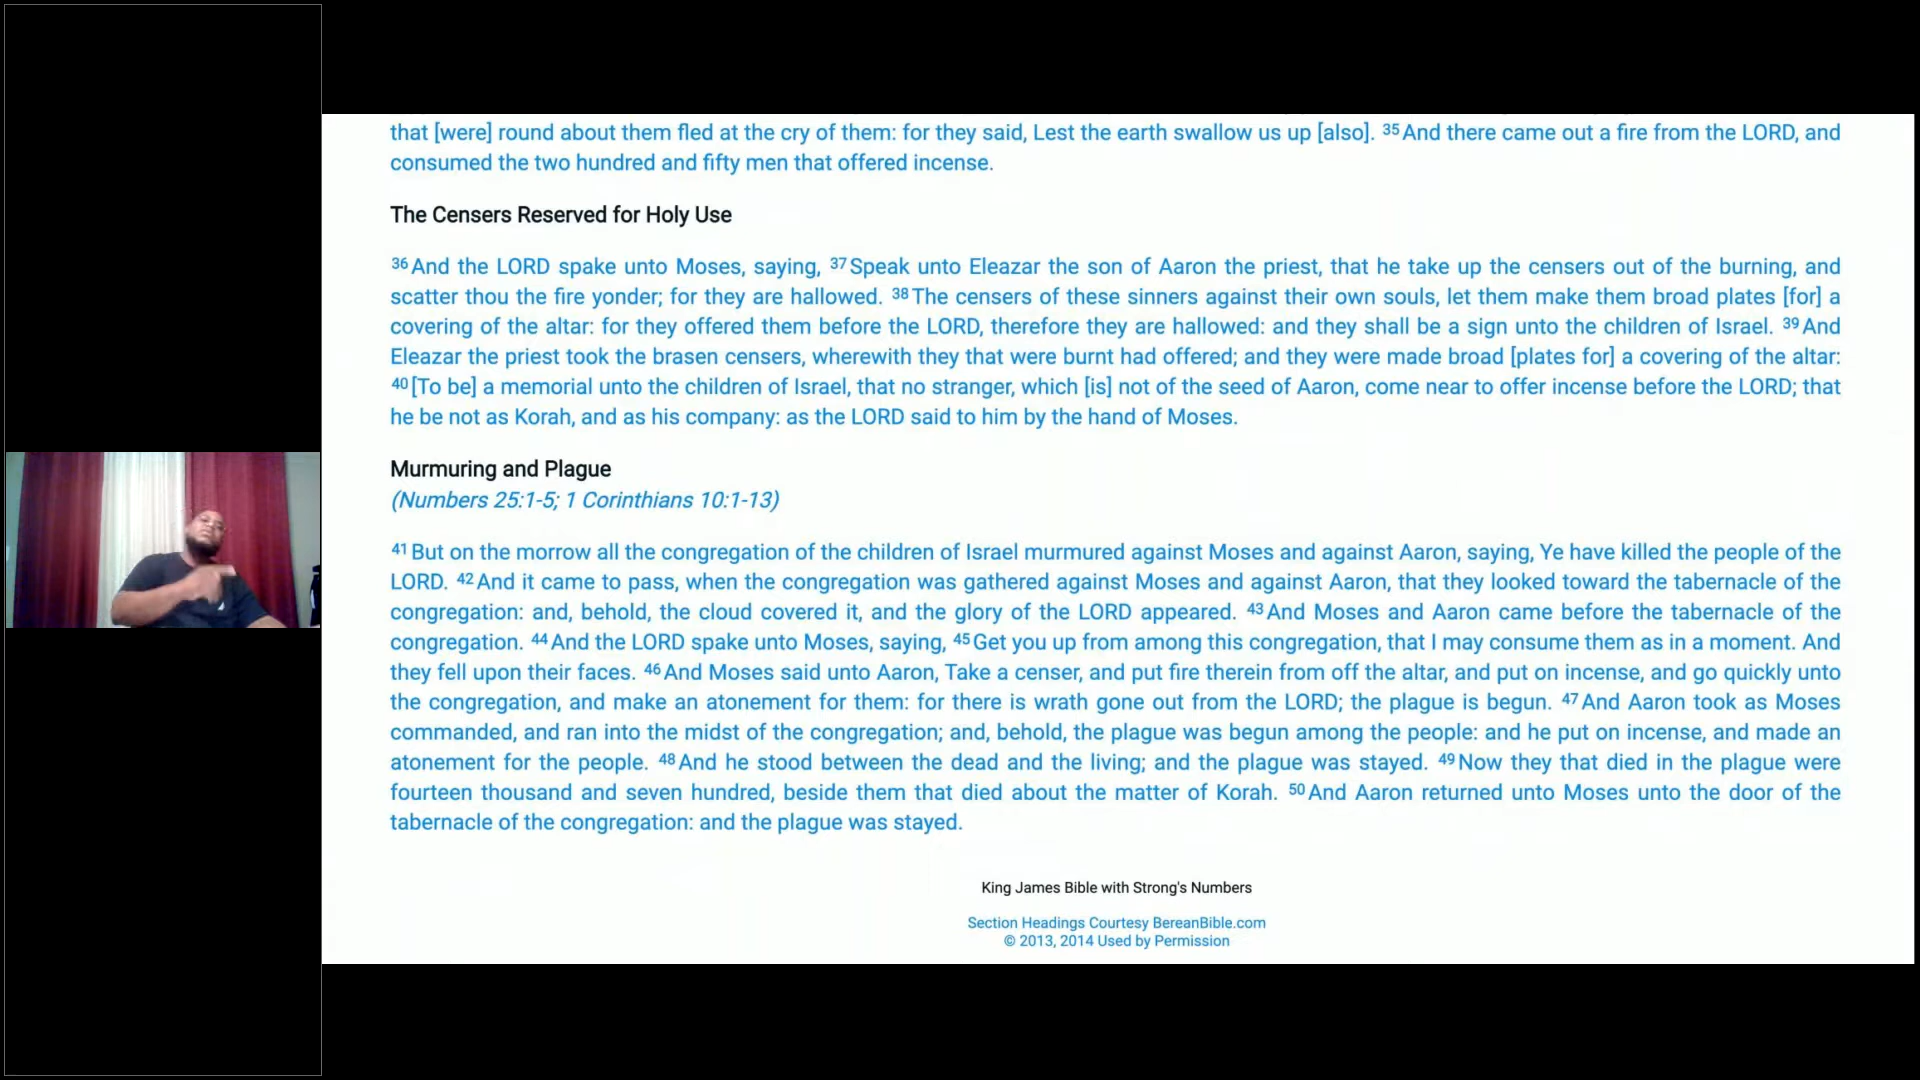 that [were] round about them fled at the cry of them: for they said, Lest the earth swallow us up [also]. 35 And there came out a fire from the LORD, and
consumed the two hundred and fifty men that offered incense.
The Censers Reserved for Holy Use
36 And the LORD spake unto Moses, saying, 37 Speak unto Eleazar the son of Aaron the priest, that he take up the censers out of the burning, and
scatter thou the fire yonder; for they are hallowed. 38 The censers of these sinners against their own souls, let them make them broad plates [for] a
covering of the altar: for they offered them before the LORD, therefore they are hallowed: and they shall be a sign unto the children of Israel. 39 And
Eleazar the priest took the brasen censers, wherewith they that were burnt had offered; and they were made broad [plates for] a covering of the altar:
40 [To be] a memorial unto the children of Israel, that no stranger, which [is] not of the seed of Aaron, come near to offer incense before the LORD; that
he be not as Korah, and as his company: as the LORD said to him by the hand of Moses.
Murmuring and Plague
(Numbers 25:1-5; 1 Corinthians 10:1-13)
41 But on the morrow all the congregation of the children of Israel murmured against Moses and against Aaron, saying, Ye have killed the people of the
LORD. 42 And it came to pass, when the congregation was gathered against Moses and against Aaron, that they looked toward the tabernacle of the
congregation: and, behold, the cloud covered it, and the glory of the LORD appeared. 43 And Moses and Aaron came before the tabernacle of the
congregation. 44 And the LORD spake unto Moses, saying, 45 Get you up from among this congregation, that I may consume them as in a moment. And
they fell upon their faces. 46 And Moses said unto Aaron, Take a censer, and put fire therein from off the altar, and put on incense, and go quickly unto
the congregation, and make an atonement for them: for there is wrath gone out from the LORD; the plague is begun. 47 And Aaron took as Moses
commanded, and ran into the midst of the congregation; and, behold, the plague was begun among the people: and he put on incense, and made an
atonement for the people. 48 And he stood between the dead and the living; and the plague was stayed. 49 Now they that died in the plague were
fourteen thousand and seven hundred, beside them that died about the matter of Korah. 50 And Aaron returned unto Moses unto the door of the
tabernacle of the congregation: and the plague was stayed.
King James Bible with Strong's Numbers
Section Headings Courtesy BereanBible.com
© 2013, 2014 Used by Permission